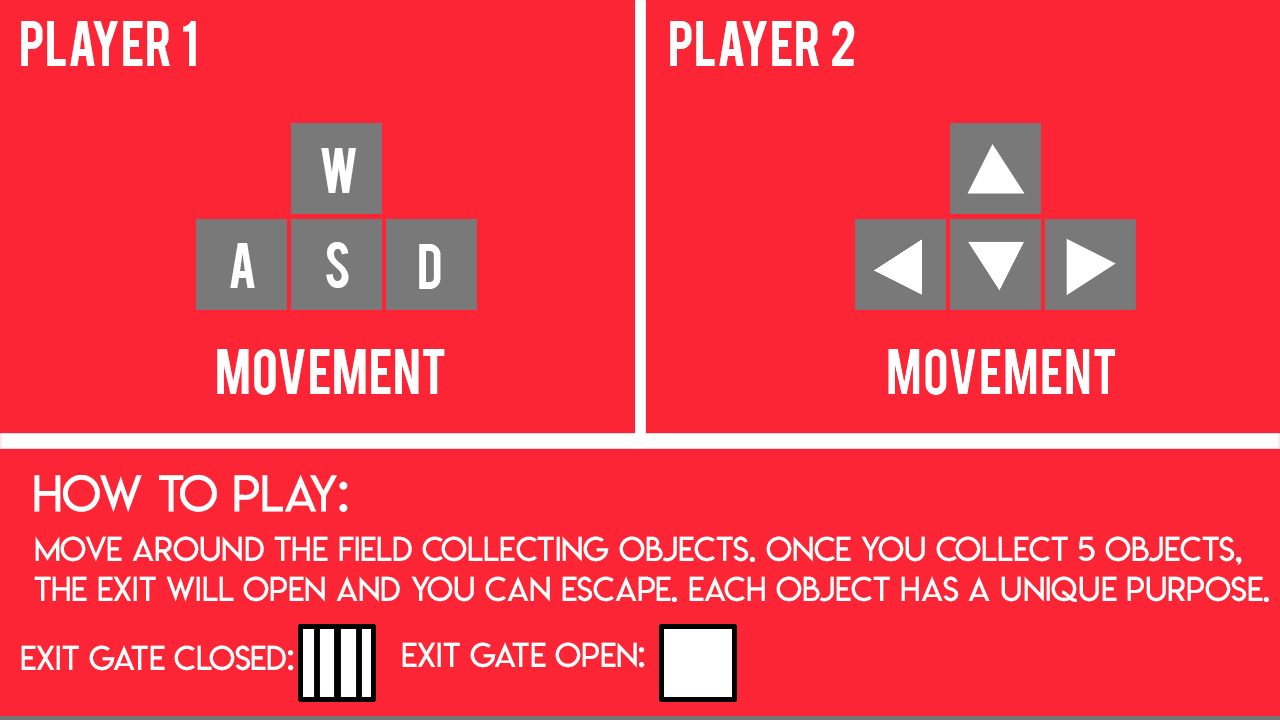 PLAYER 1
PLAYER 2
W
A S D
MOVEMENT
MOVEMENT
HOW TO PLAY:
MOVE AROUND THE FIELD COLLECTING OBJECTS. ONCE YOU COLLECT 5 OBJECTS,
THE EXIT WILL OPEN AND YOU CAN ESCAPE. EACH OBJECT HAS A UNIQUE PURPOSE.
EXIT GATE CLOSED:
EXIT GATE OPEN: